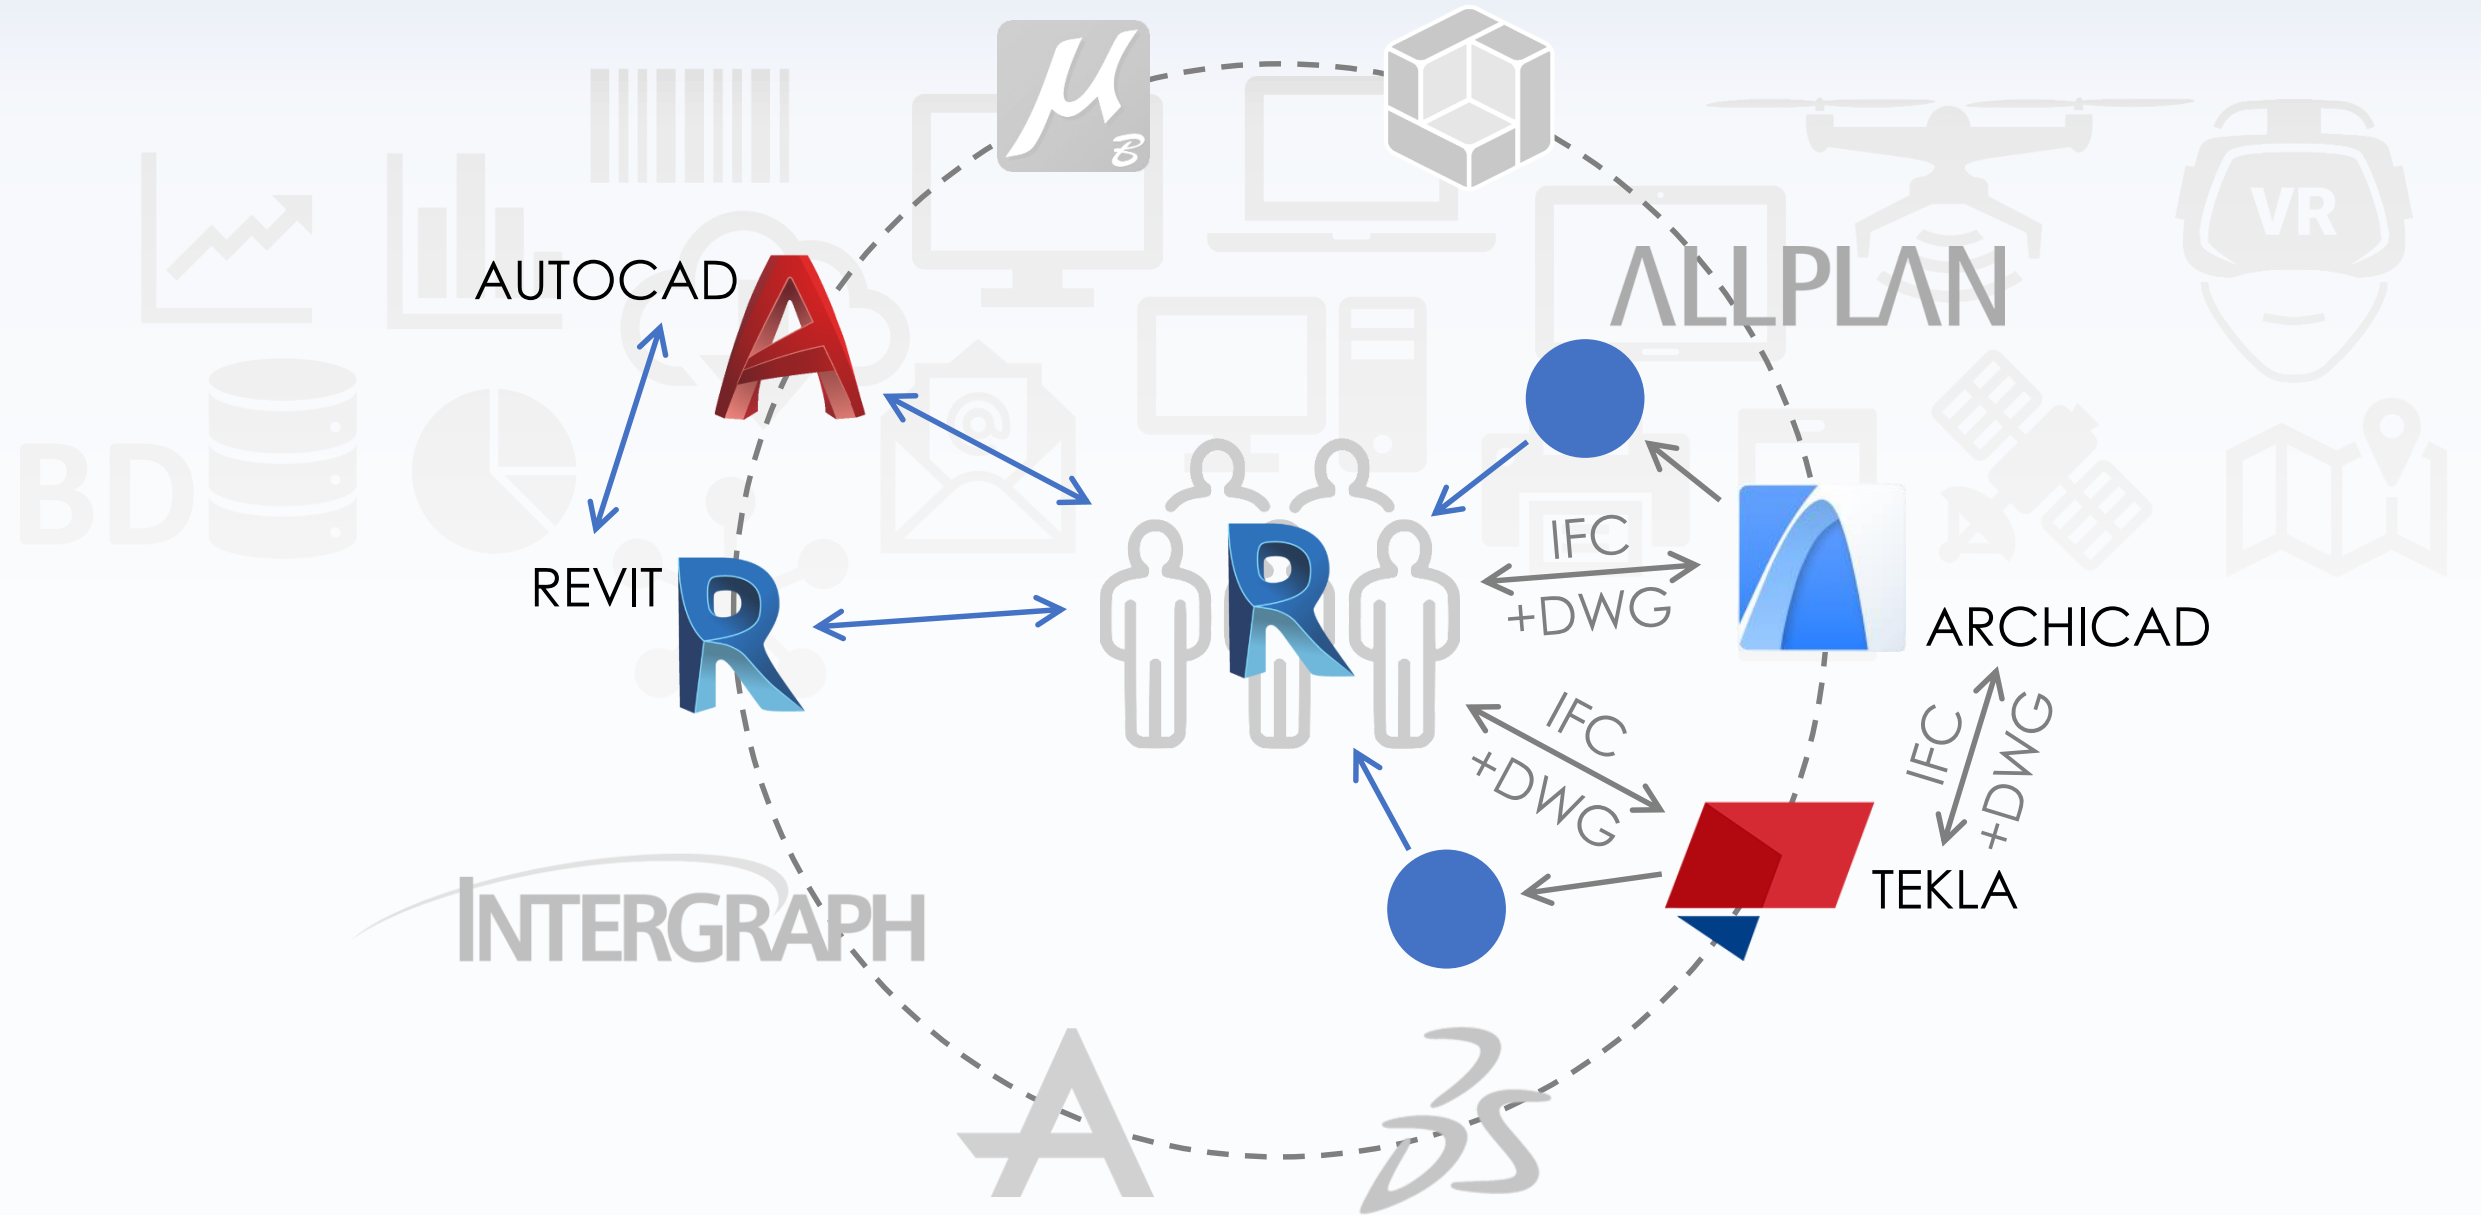 μ
B
VR
AUTOCAD
ALLPLAN
BD
@
IFC
+DWG
REVIT
ARCHICAD
IFC
+DWG
IFC
+DWG
TEKLA
INTERGRAPH